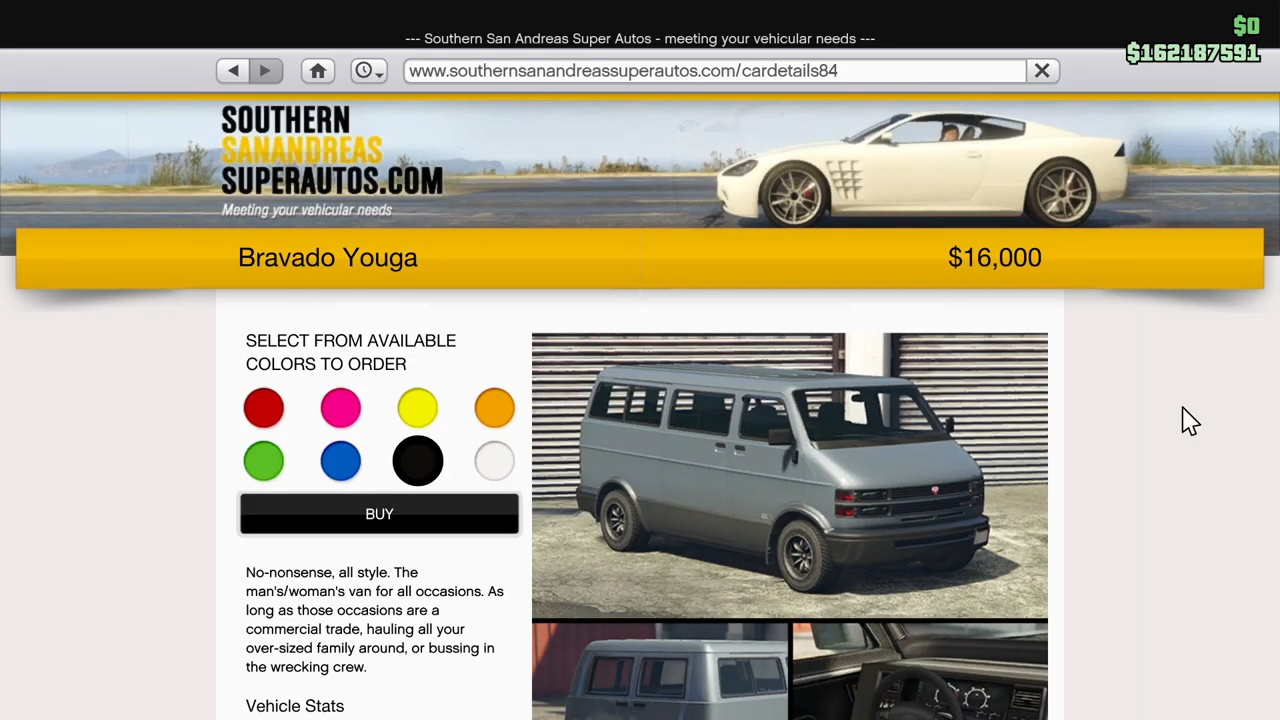 --- Southern San Andreas Super Autos - meeting your vehicular needs ---
$0
$162187591
www.southernsanandreassuperautos.com/cardetails84
SOUTHERN
SANANDREAS
SUPERAUTOS.COM
Meeting your vehicular needs
Bravado Youga
$16,000
SELECT FROM AVAILABLE
COLORS TO ORDER
BUY
No-nonsense, all style. The
man's/woman's van for all occasions. As
long as those occasions are a
commercial trade, hauling all your
over-sized family around, or bussing in
the wrecking crew.
Vehicle Stats